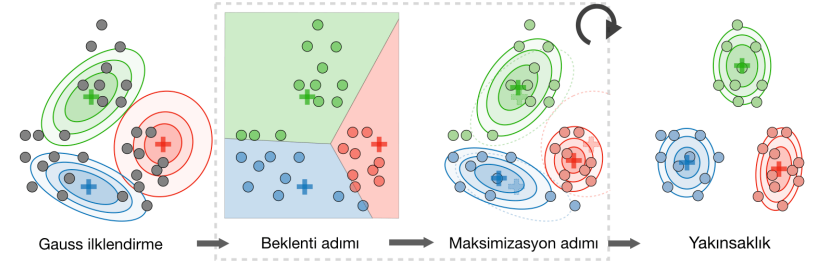 Gauss ilklendirme
Beklenti adımı
Maksimizasyon adımı
Yakınsaklık